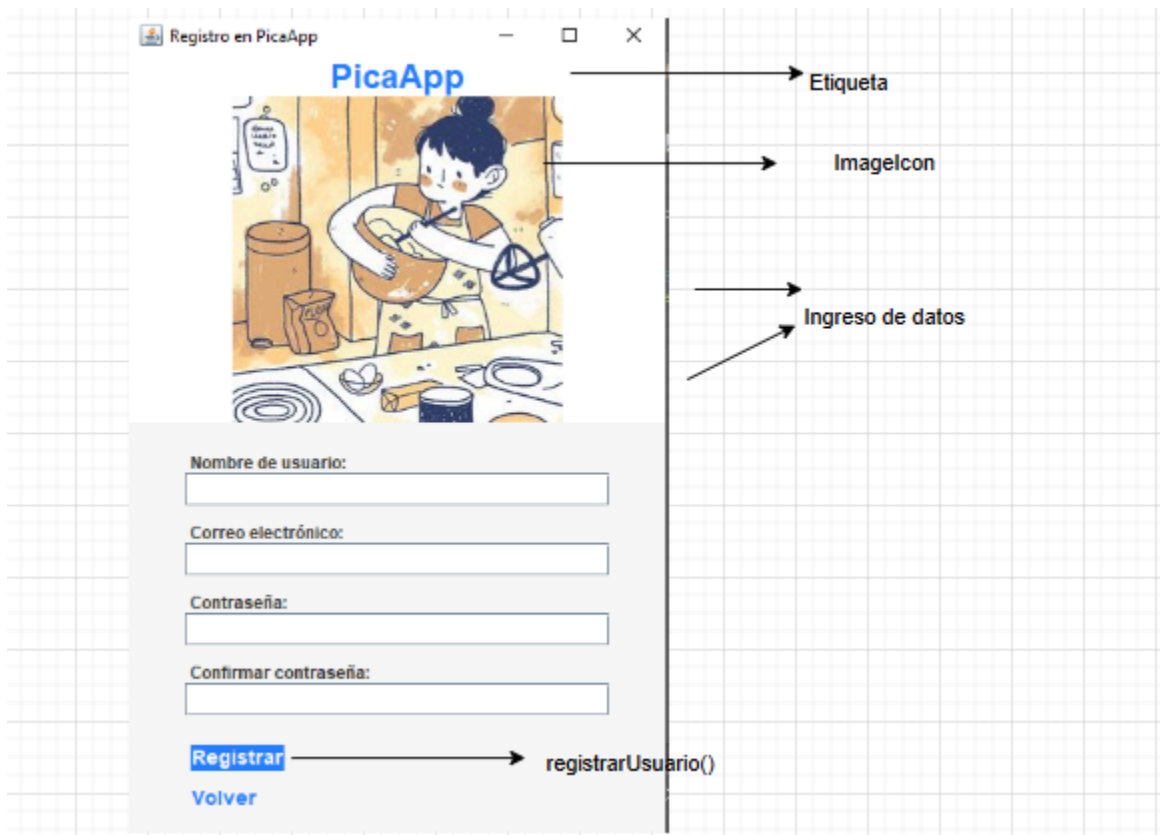 Registro en PicaApp
PicaApp
Etiqueta
ImageIcon
Ingreso de datos
FLOUR
Nombre de usuario:
Correo electrónico:
Contraseña:
Confirmar contraseña:
Registrar
registrarUsuario()
Volver